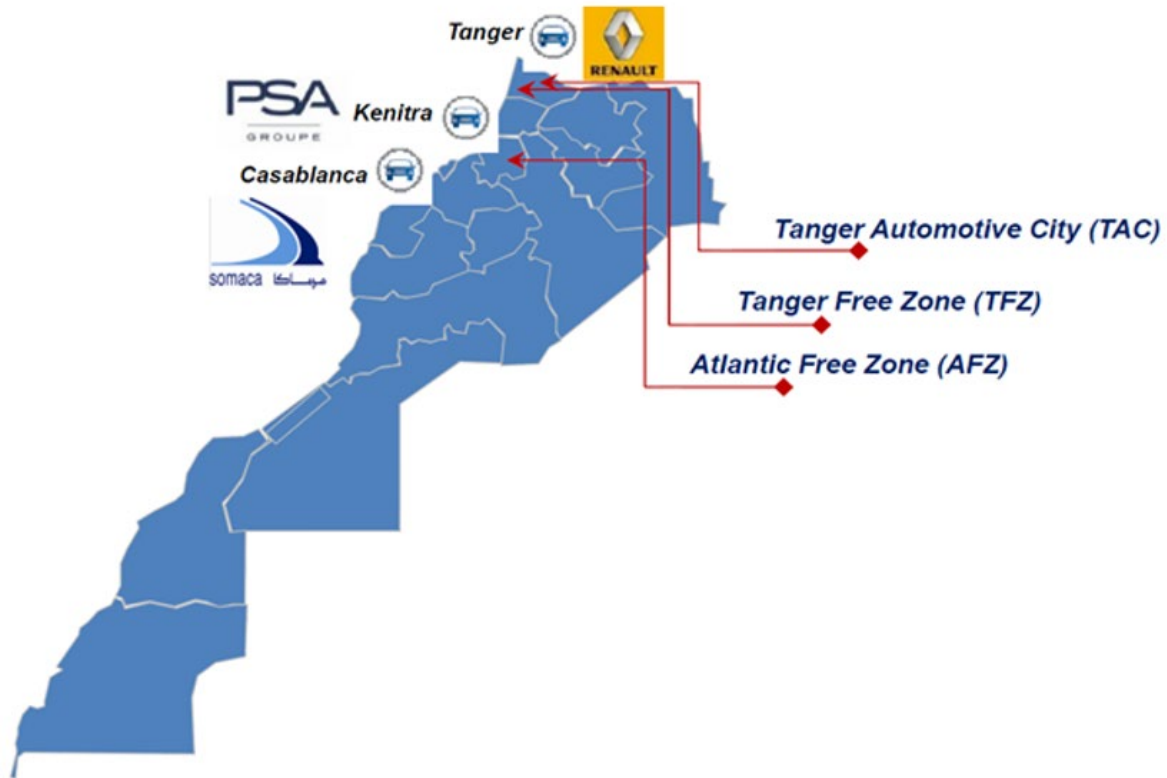 Tanger
RENAULT
PSA
GROUPE
Kenitra
Casablanca
somaca صوماكا
Tanger Automotive City (TAC)
Tanger Free Zone (TFZ)
Atlantic Free Zone (AFZ)